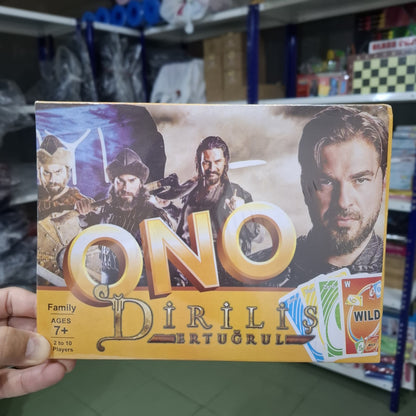 ONO
Family
AGES
7+
2 to 10
Players
DİRİLİŞ
ERTUĞRUL
W
WILD